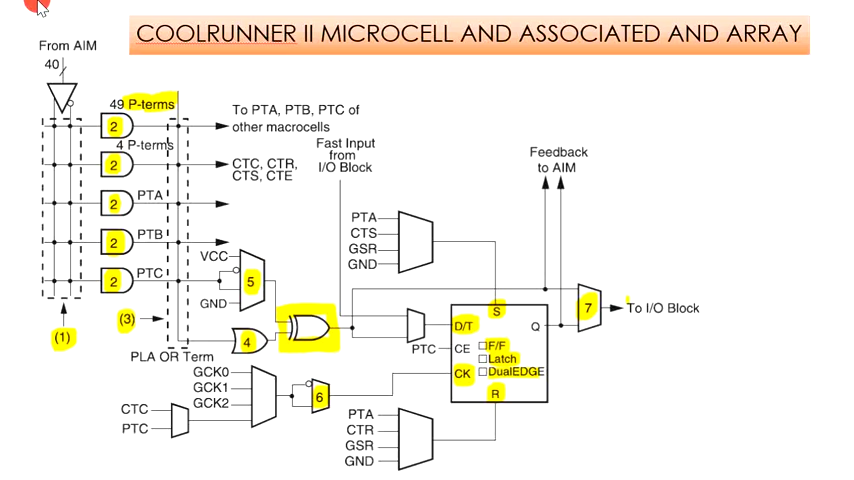 COOLRUNNER II MICROCELL AND ASSOCIATED AND ARRAY
From AIM
40
49 P-terms
To PTA, PTB, PTC of
other macrocells
2
4 P-terms
Fast Input
from
I/O Block
2
CTC, CTR,
CTS, CTE
Feedback
to AIM
2
PTA
PTA
CTS
GSR
GND
2
PTB
VCC
2
PTC
5
GND
7
To I/O Block
(1)
(3)
4
PLA OR Term
S
D/T
Q
PTC
CE
F/F
Latch
DualEDGE
CK
R
GCK0
GCK1
GCK2
6
CTC
PTC
PTA
CTR
GSR
GND